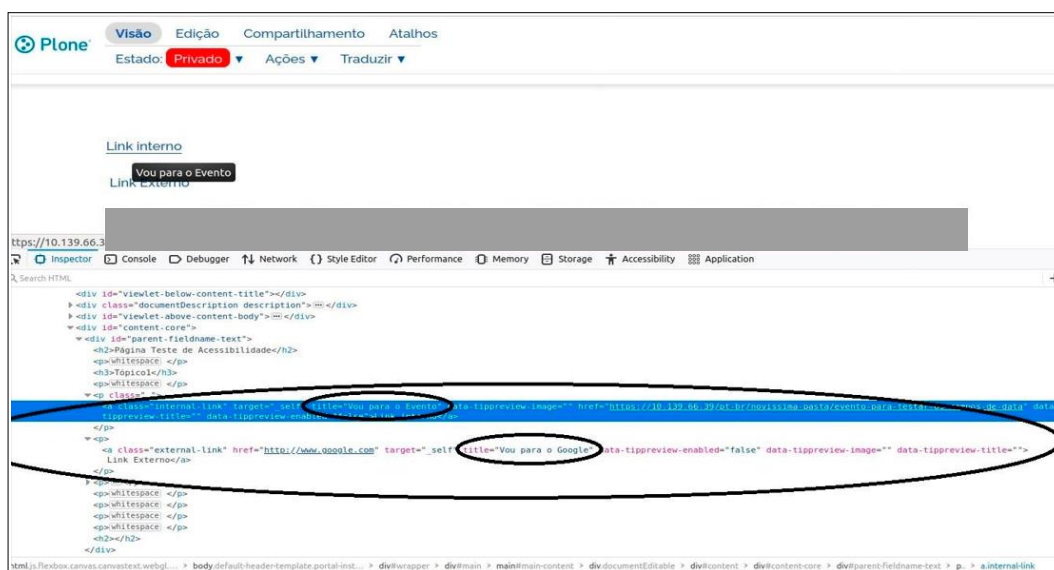 Plone
Visão Edição Compartilhamento Atalhos
Estado: Privado ▼ Ações ▼ Traduzir ▼
Link interno
Vou para o Evento
Link Externo
ttps://10.139.66.3
Inspector Console Debugger Network {} Style Editor Performance Memory Storage Accessibility Application
Search HTML
<div id="viewlet-below-content-title"></div>
<div class="documentDescription description"></div>
<div id="viewlet-above-content-body"></div>
<div id="content-core">
<div id="parent-fieldname-text">
<h2>Página Teste de Acessibilidade</h2>
<p>whitespace </p>
<h3>Tópico1</h3>
<p>whitespace </p>
<p class="
<a class="internal-link" target="_self" title="Vou para o Evento" data-tippreview-image="" href="https://10.139.66.39/pt-br/novissima-pasta/evento-para-testar-
tippreview-title="" data-tippreview-enabled=
</p>
<p>
<a class="external-link" href="http://www.google.com" target="_self" title="Vou para o Google" data-tippreview-enabled="false" data-tippreview-image="" data-tippreview-title="">
Link Externo</a>
</p>
<p></p>
<p>whitespace </p>
<p>whitespace </p>
<p>whitespace </p>
<p>whitespace </p>
<h2></h2>
</div>
html.js.flexbox.canvas.canvastext.webgl.... > body.default-header-template.portal-inst... > div#wrapper > div#main > main#main-content > div.documentEditable > div#content > div#content-core > div#parent-fieldname-text > p. > a.internal-link